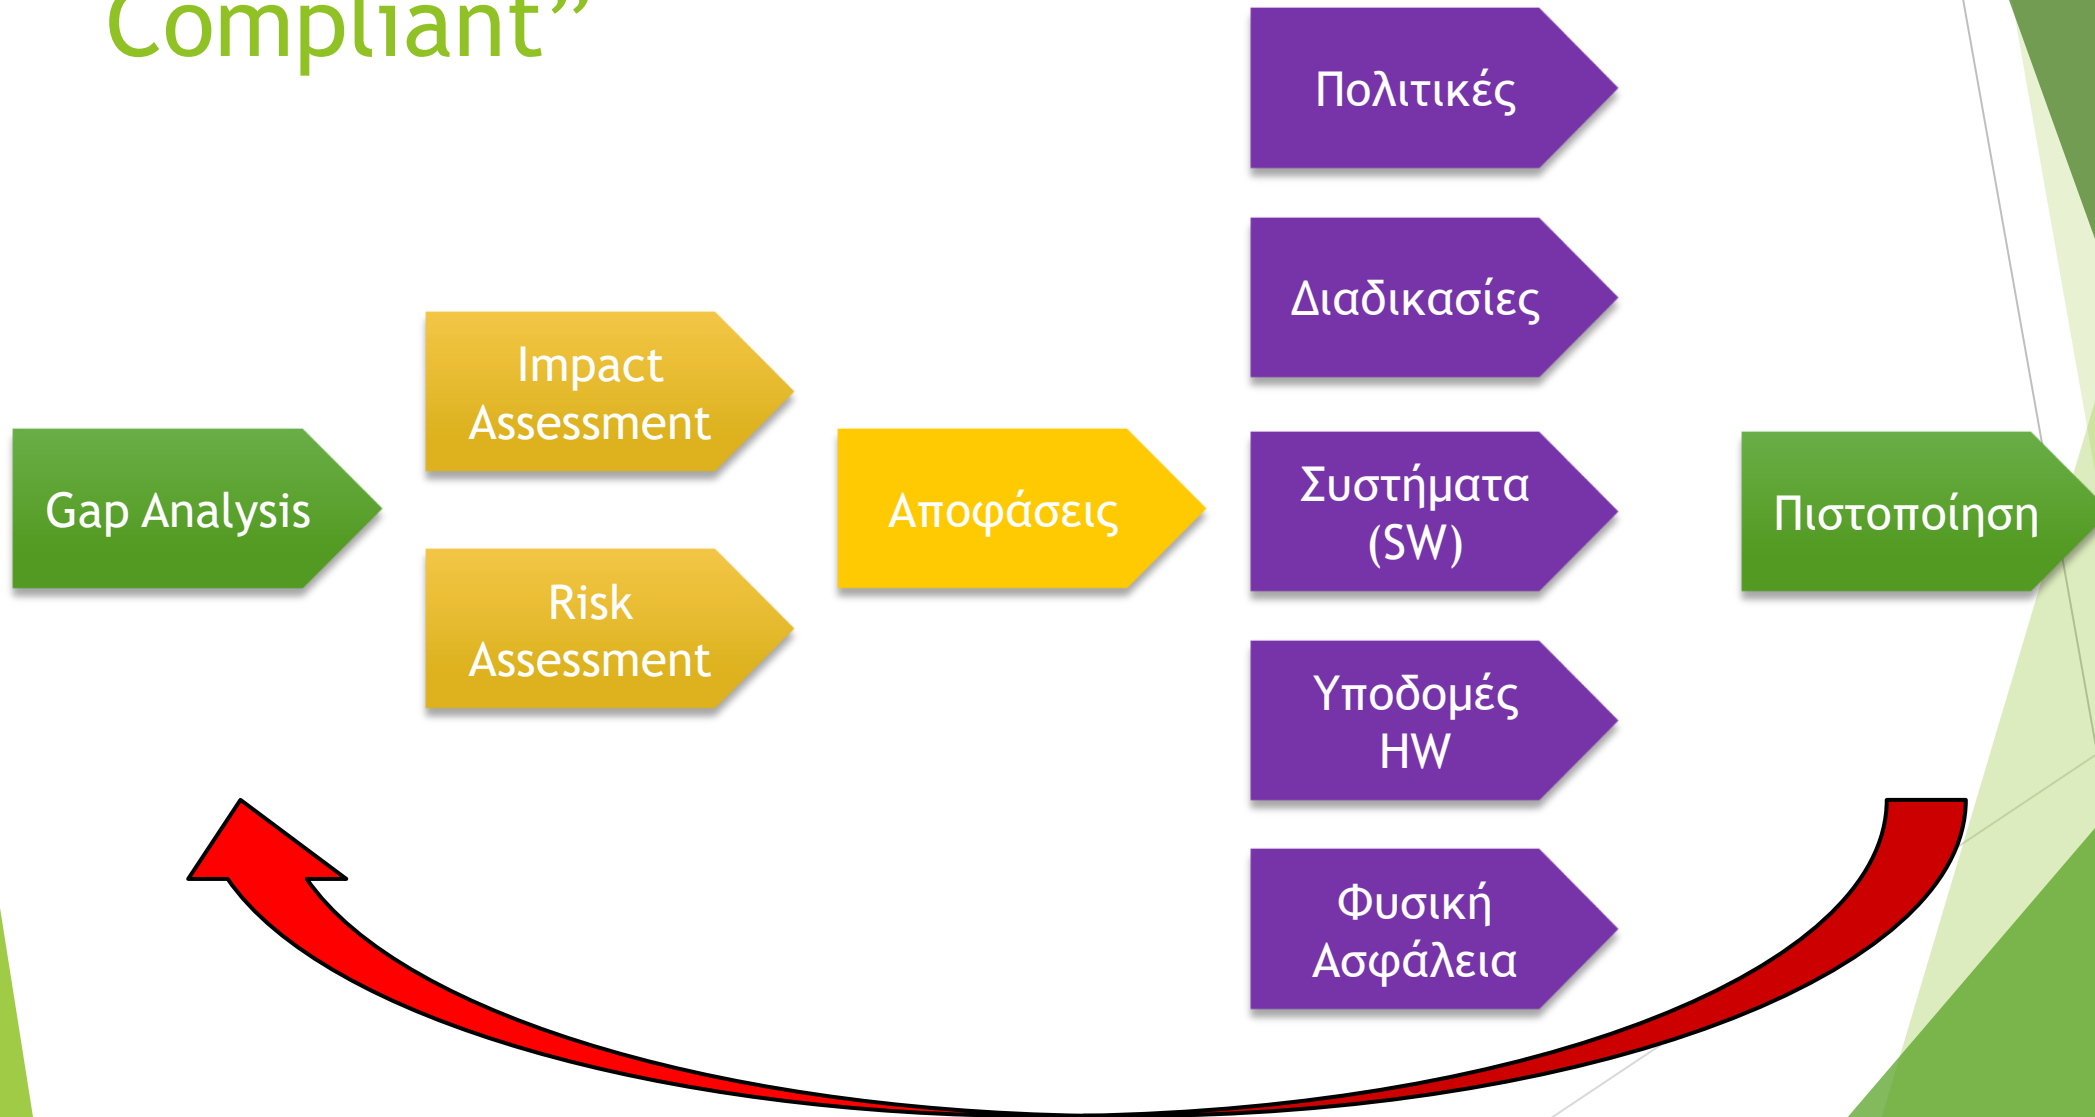 Compliant”
Gap Analysis
Impact
Assessment
Risk
Assessment
Αποφάσεις
Πολιτικές
Διαδικασίες
Συστήματα
(SW)
Υποδομές
HW
Φυσική
Ασφάλεια
Πιστοποίηση